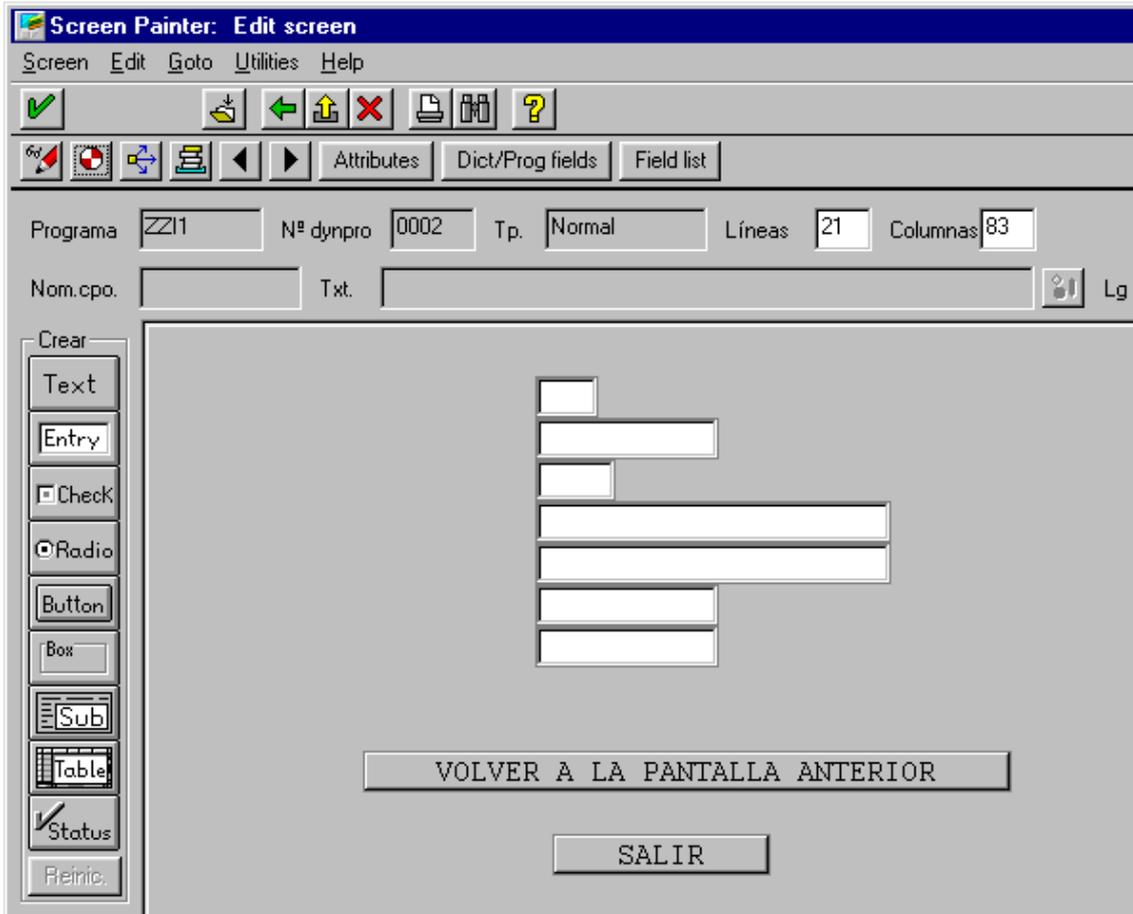 Screen Painter: Edit screen
Screen Edit Goto Utilities Help
Attributes Dict/Prog fields Field list
Programa ZZI1 Nº dynpro 0002 Tp. Normal Líneas 21 Columnas 83
Nom.cpo. Txt. Lg
Crear
Text
Entry
Check
Radio
Button
Box
Sub
Table
Status
Reinic.
VOLVER A LA PANTALLA ANTERIOR
SALIR